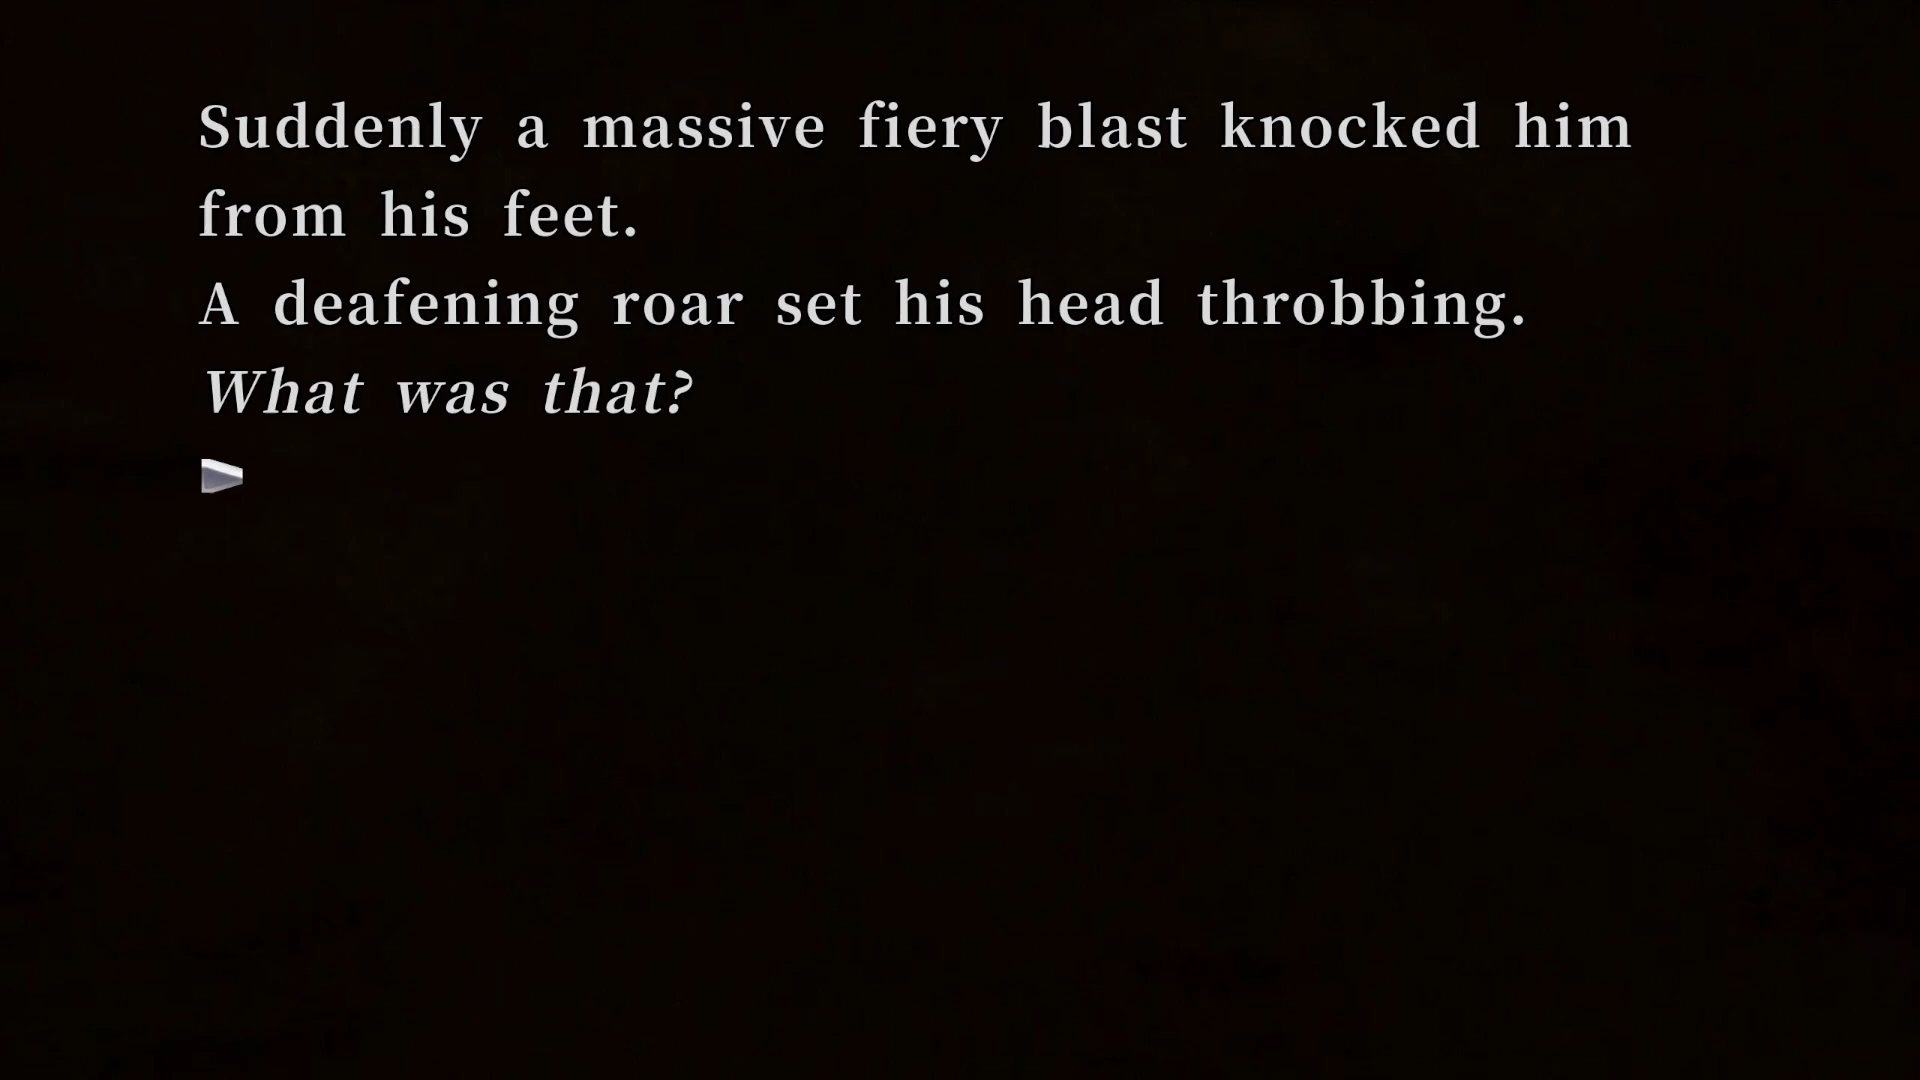 Suddenly a massive fiery blast knocked him
from his feet.
A deafening roar set his head throbbing.
What was that?